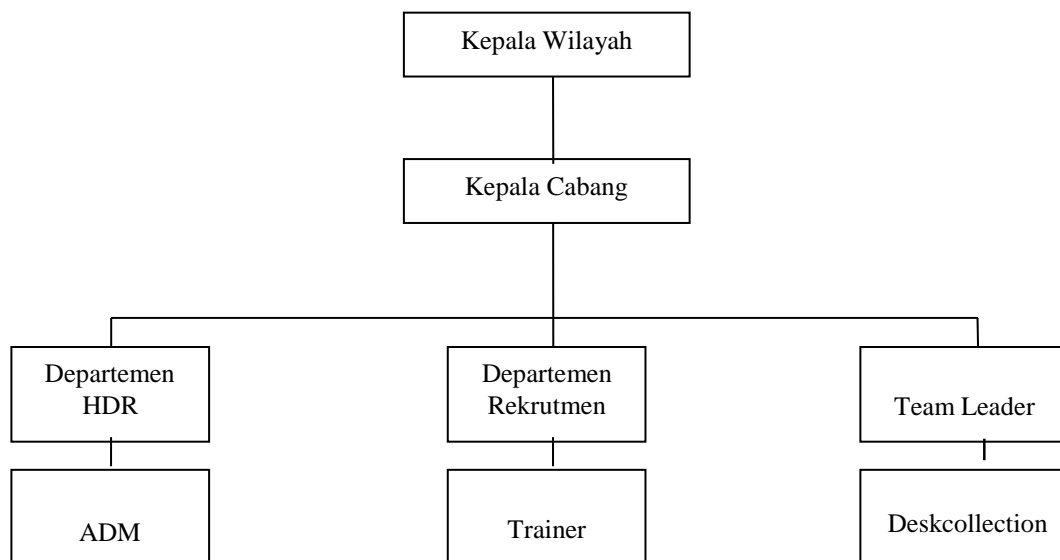 Kepala Wilayah
Kepala Cabang
Departemen
HDR
Departemen
Rekrutmen
Team Leader
ADM
Trainer
Deskcollection